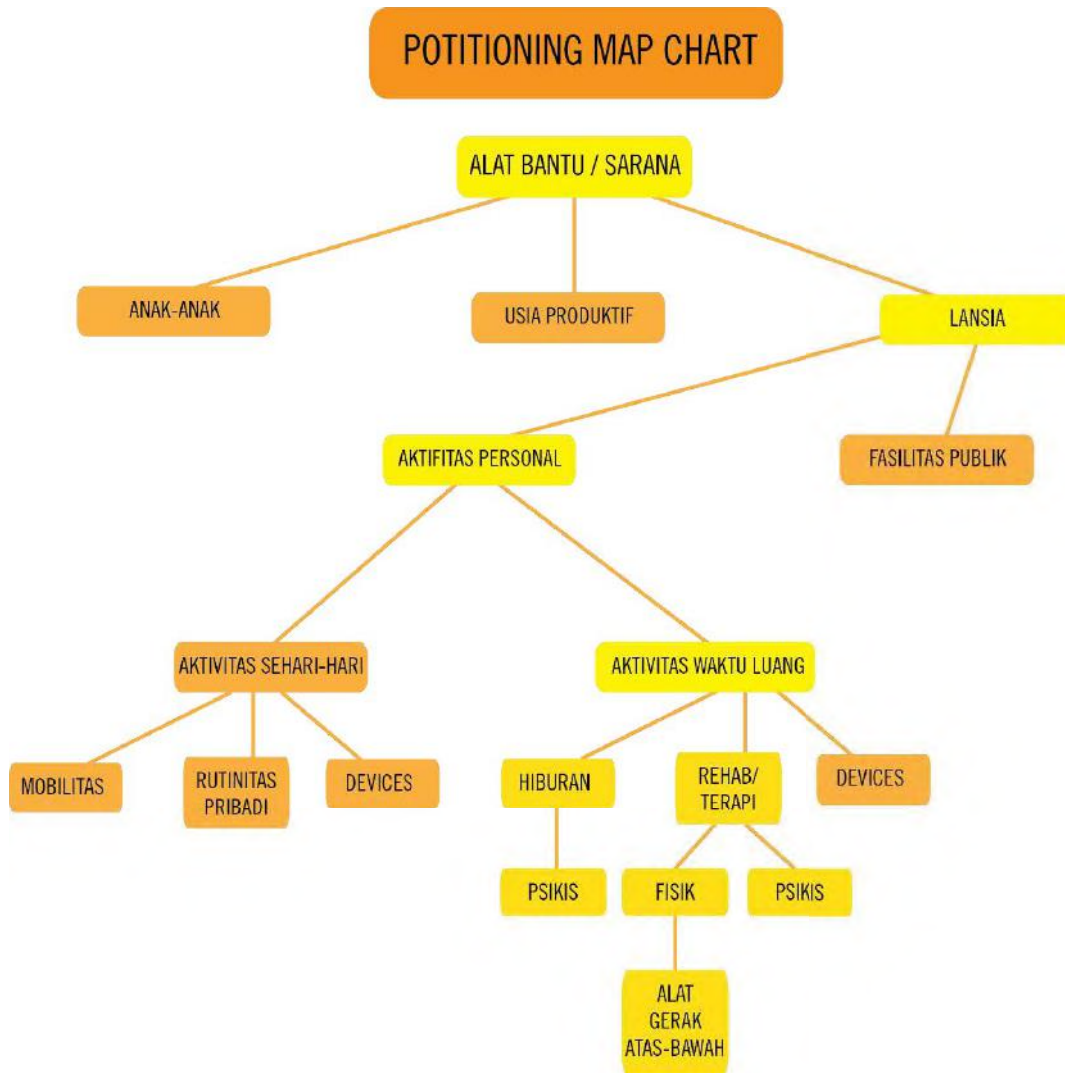 POTITIONING MAP CHART
ALAT BANTU / SARANA
ANAK-ANAK
USIA PRODUKTIF
LANSIA
AKTIFITAS PERSONAL
FASILITAS PUBLIK
AKTIVITAS SEHARI-HARI
AKTIVITAS WAKTU LUANG
MOBILITAS
RUTINITAS
PRIBADI
DEVICES
HIBURAN
REHAB/
TERAPI
DEVICES
PSIKIS
FISIK
PSIKIS
ALAT
GERAK
ATAS-BAWAH